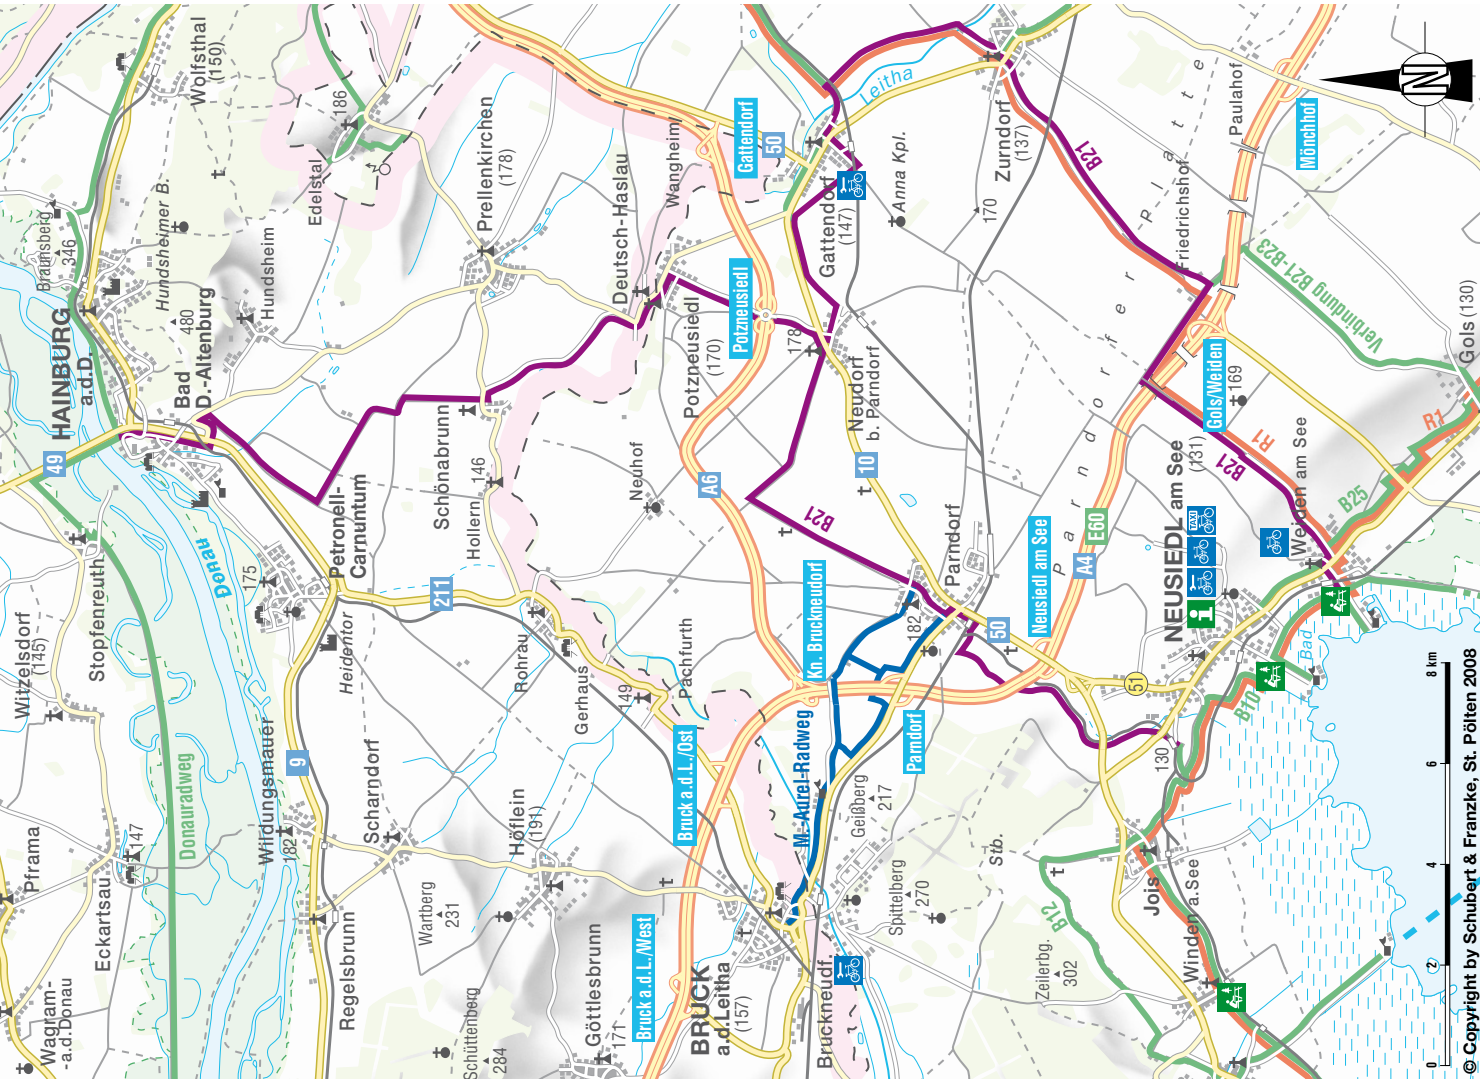 Wolfsthal
(150)
Braunsberg
346
Hundsheimer B.
480
HAINBURG
a.d.D.
Bad
D.-Altenburg
Hundsheim
Edelstal
186
Prellenkirchen
(178)
Deutsch-Haslau
Wangheim
Gattendorf
50
Leitha
Anna Kpl.
Gattendorf
(147)
Zurndorf
(137)
170
B21
Parndorfer Platte
Friedrichshof
Paulahof
Mönchhof
N
Verbindung B21-B23
Gols (130)
Potzneusiedl
Potzneusiedl
(170)
178
Neudorf
b. Parndorf
10
A6
B21
Neuhof
Schönabrunn
146
Hollern
Petronell-
Carnuntum
211
49
Donau
Stopfenreuth
Witzelsdorf
(145)
175
Heidentor
Rohrau
Gerhaus
149
Pachfurth
Parndorf
182
Kn. Bruckneudorf
Neusiedl am See
50
A4
E60
NEUSIEDL am See
(131)
Gols/Weiden
169
R1
B21
R1
B25
Weiden am See
Bad
B10
51
130
Parndorf
M.-Aurel-Radweg
Bruck a.d.L./Ost
Geißberg
217
Spittelberg
270
Stb.
Donauradweg
Wildungsmauer
182
9
Scharndorf
Höflein
(191)
Wartberg
231
Regelsbrunn
Pframa
147
Eckartsau
Wagram-
a.d.Donau
Schüttenberg
284
Göttlesbrunn
171
Bruck a.d.L./West
BRUCK
a.d.Leitha
(157)
Bruckneudf.
Zeilerbg.
302
B12
Jois
Winden a.See
TAXI
i
0 2 4 6 8 km
© Copyright by Schubert & Franzke, St. Pölten 2008